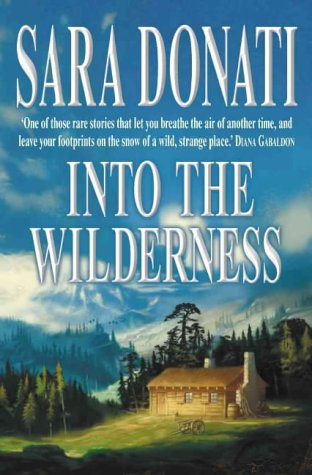 SARA DONATI
‘One of those rare stories that let you breathe the air of another time, and
leave your footprints on the snow of a wild, strange place.’ DIANA GABALDON
INTO THE
WILDERNESS